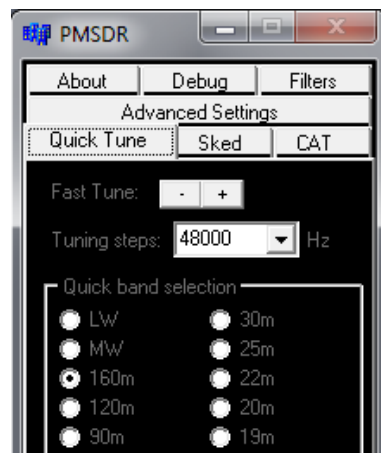 PMSDR
About Debug Filters
Advanced Settings
Quick Tune Sked CAT
Fast Tune: - +
Tuning steps: 48000 Hz
Quick band selection
LW 30m
MW 25m
160m 22m
120m 20m
90m 19m